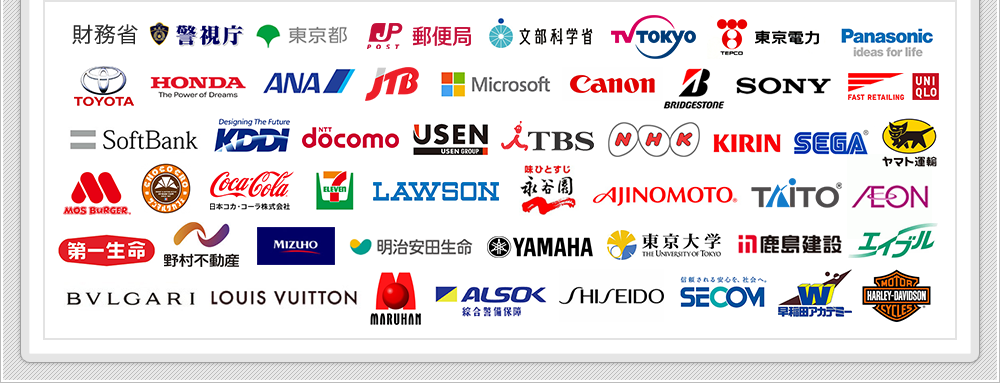 財務省 警視庁 東京都 JP POST 郵便局 文部科学省 TV TOKYO TEPCO 東京電力 Panasonic ideas for life
TOYOTA HONDA The Power of Dreams ANA JTB Microsoft Canon BRIDGESTONE SONY FAST RETAILING UNI QLO
SoftBank Designing The Future KDDI NTT docomo USEN USEN GROUP TBS NHK KIRIN SEGA ヤマト運輸
MOS BURGER. CHOCOCRO Coca-Cola 日本コカ・コーラ株式会社 7 ELEVEN LAWSON 味ひとすじ 永谷園 AJINOMOTO TAITO ÆON
第一生命 野村不動産 MIZUHO 明治安田生命 YAMAHA 東京大学 THE UNIVERSITY OF TOKYO 鹿島建設 エイブル
BVLGARI LOUIS VUITTON M MARUHAN ALSOK 綜合警備保障 SHISEIDO 信頼される安心を、社会へ。 SECOM W 早稲田アカデミー MOTOR HARLEY-DAVIDSON CYCLES